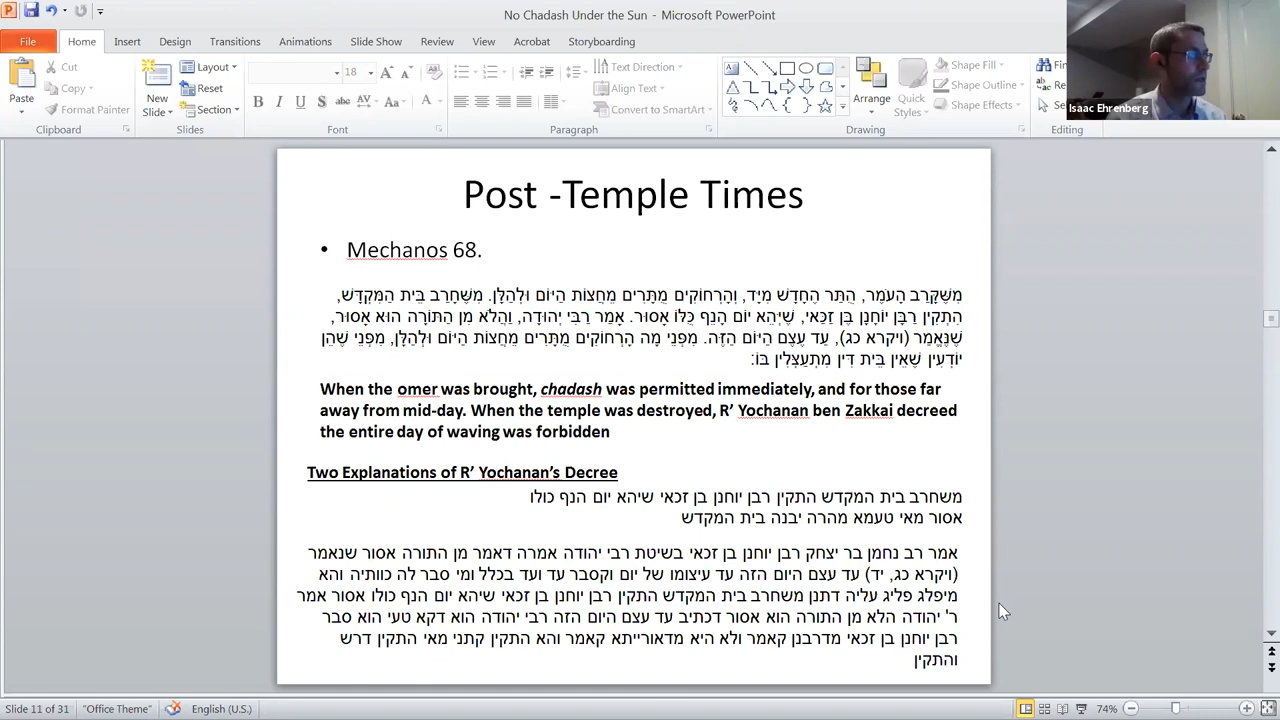 No Chadash Under the Sun - Microsoft PowerPoint
File Home Insert Design Transitions Animations Slide Show Review View Acrobat Storyboarding
Paste
Cut
Copy
Format Painter
Clipboard
New Slide
Layout
Reset
Section
Slides
18
B I U S abc AV Aa A
Font
Text Direction
Align Text
Convert to SmartArt
Paragraph
Arrange
Quick Styles
Shape Fill
Shape Outline
Shape Effects
Drawing
Editing
Isaac Ehrenberg
Post -Temple Times
• Mechanos 68.
מִשֶּׁקָּרַב הָעֹמֶר, הֻתַּר הֶחָדָשׁ מִיָּד, וְהָרְחוֹקִים מֻתָּרִים מֵחֲצוֹת הַיּוֹם וּלְהַלָּן. מִשֶּׁחָרַב בֵּית הַמִּקְדָּשׁ,
הִתְקִין רַבָּן יוֹחָנָן בֶּן זַכַּאי, שֶׁיְּהֵא יוֹם הָנֵף כֻּלּוֹ אָסוּר. אָמַר רַבִּי יְהוּדָה, וַהֲלֹא מִן הַתּוֹרָה הוּא אָסוּר,
שֶׁנֶּאֱמַר (ויקרא כג), עַד עֶצֶם הַיּוֹם הַזֶּה. מִפְּנֵי מָה הָרְחוֹקִים מֻתָּרִים מֵחֲצוֹת הַיּוֹם וּלְהַלָּן, מִפְּנֵי שֶׁהֵן
יוֹדְעִין שֶׁאֵין בֵּית דִּין מִתְעַצְּלִין בּוֹ:
When the omer was brought, chadash was permitted immediately, and for those far
away from mid-day. When the temple was destroyed, R’ Yochanan ben Zakkai decreed
the entire day of waving was forbidden
Two Explanations of R’ Yochanan’s Decree
משחרב בית המקדש התקין רבן יוחנן בן זכאי שיהא יום הנף כולו
אסור מאי טעמא מהרה יבנה בית המקדש
אמר רב נחמן בר יצחק רבן יוחנן בן זכאי בשיטת רבי יהודה אמרה דאמר מן התורה אסור שנאמר
(ויקרא כג, יד) עד עצם היום הזה עד עיצומו של יום וקסבר עד ועד בכלל ומי סבר לה כוותיה והא
מיפלג פליג עליה דתנן משחרב בית המקדש התקין רבן יוחנן בן זכאי שיהא יום הנף כולו אסור אמר
ר' יהודה הלא מן התורה הוא אסור דכתיב עד עצם היום הזה רבי יהודה הוא דקא טעי הוא סבר
רבן יוחנן בן זכאי מדרבנן קאמר ולא היא מדאורייתא קאמר והא התקין קתני מאי התקין דרש
והתקין
Slide 11 of 31 "Office Theme" English (U.S.) 74%